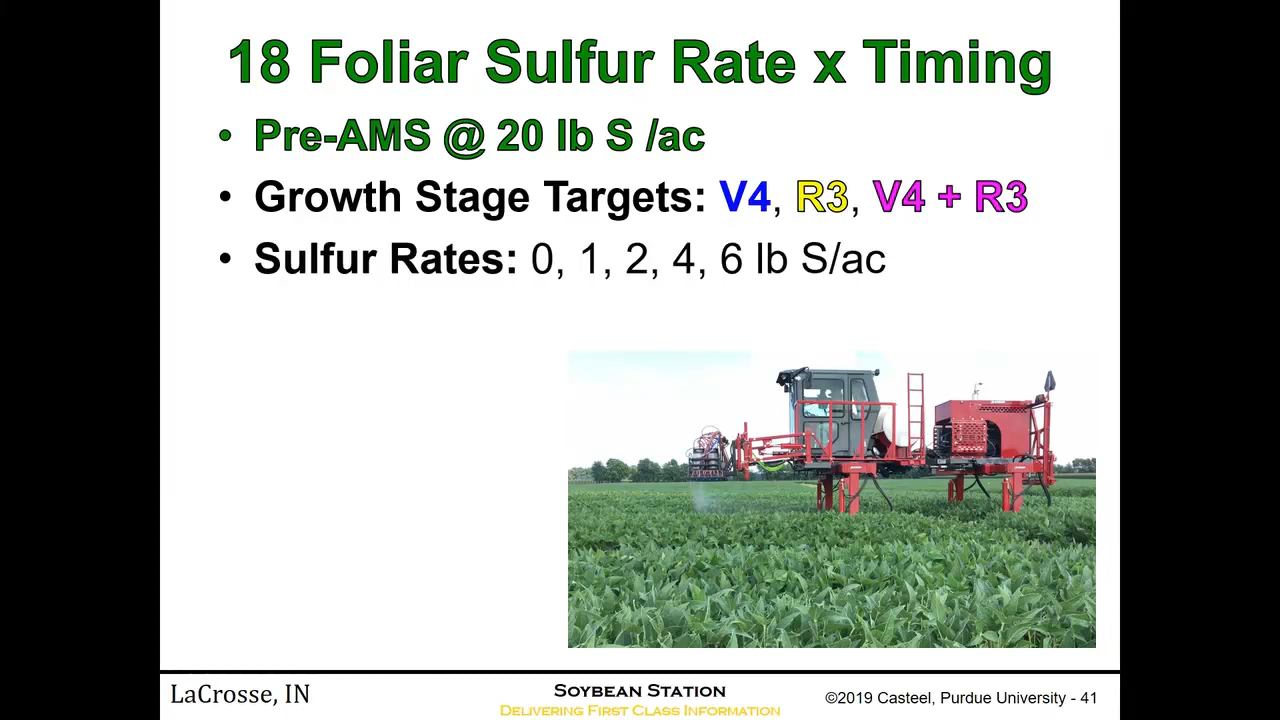 18 Foliar Sulfur Rate x Timing
• Pre-AMS @ 20 lb S /ac
• Growth Stage Targets: V4, R3, V4 + R3
• Sulfur Rates: 0, 1, 2, 4, 6 lb S/ac
LaCrosse, IN
Soybean Station
Delivering First Class Information
©2019 Casteel, Purdue University - 41